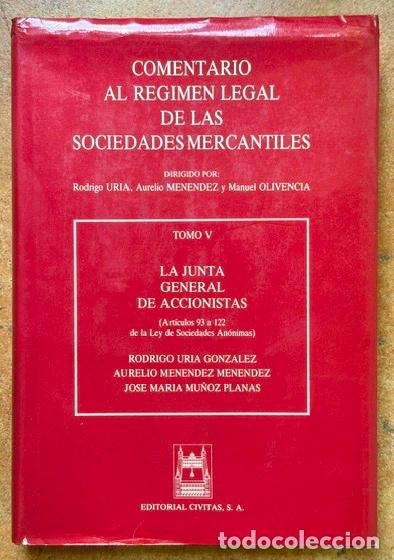 COMENTARIO
AL REGIMEN LEGAL
DE LAS
SOCIEDADES MERCANTILES
DIRIGIDO POR:
Rodrigo URIA, Aurelio MENENDEZ y Manuel OLIVENCIA
TOMO V
LA JUNTA
GENERAL
DE ACCIONISTAS
(Artículos 93 a 122
de la Ley de Sociedades Anónimas)
RODRIGO URIA GONZALEZ
AURELIO MENENDEZ MENENDEZ
JOSE MARIA MUÑOZ PLANAS
EDITORIAL CIVITAS, S. A.
todocoleccion